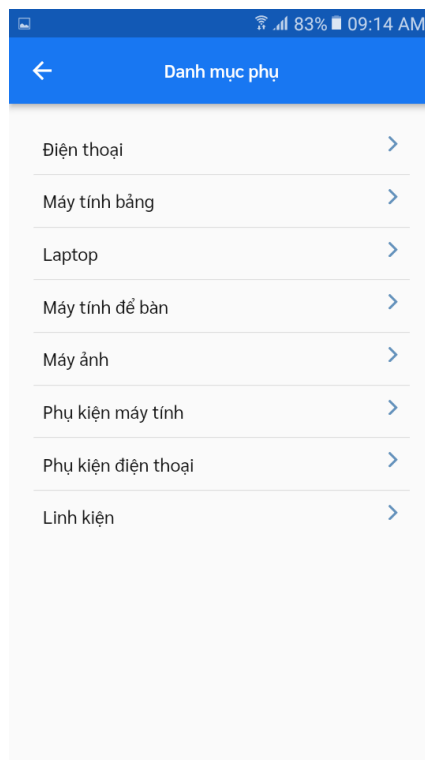 83% 09:14 AM
Danh mục phụ
Điện thoại
Máy tính bảng
Laptop
Máy tính để bàn
Máy ảnh
Phụ kiện máy tính
Phụ kiện điện thoại
Linh kiện